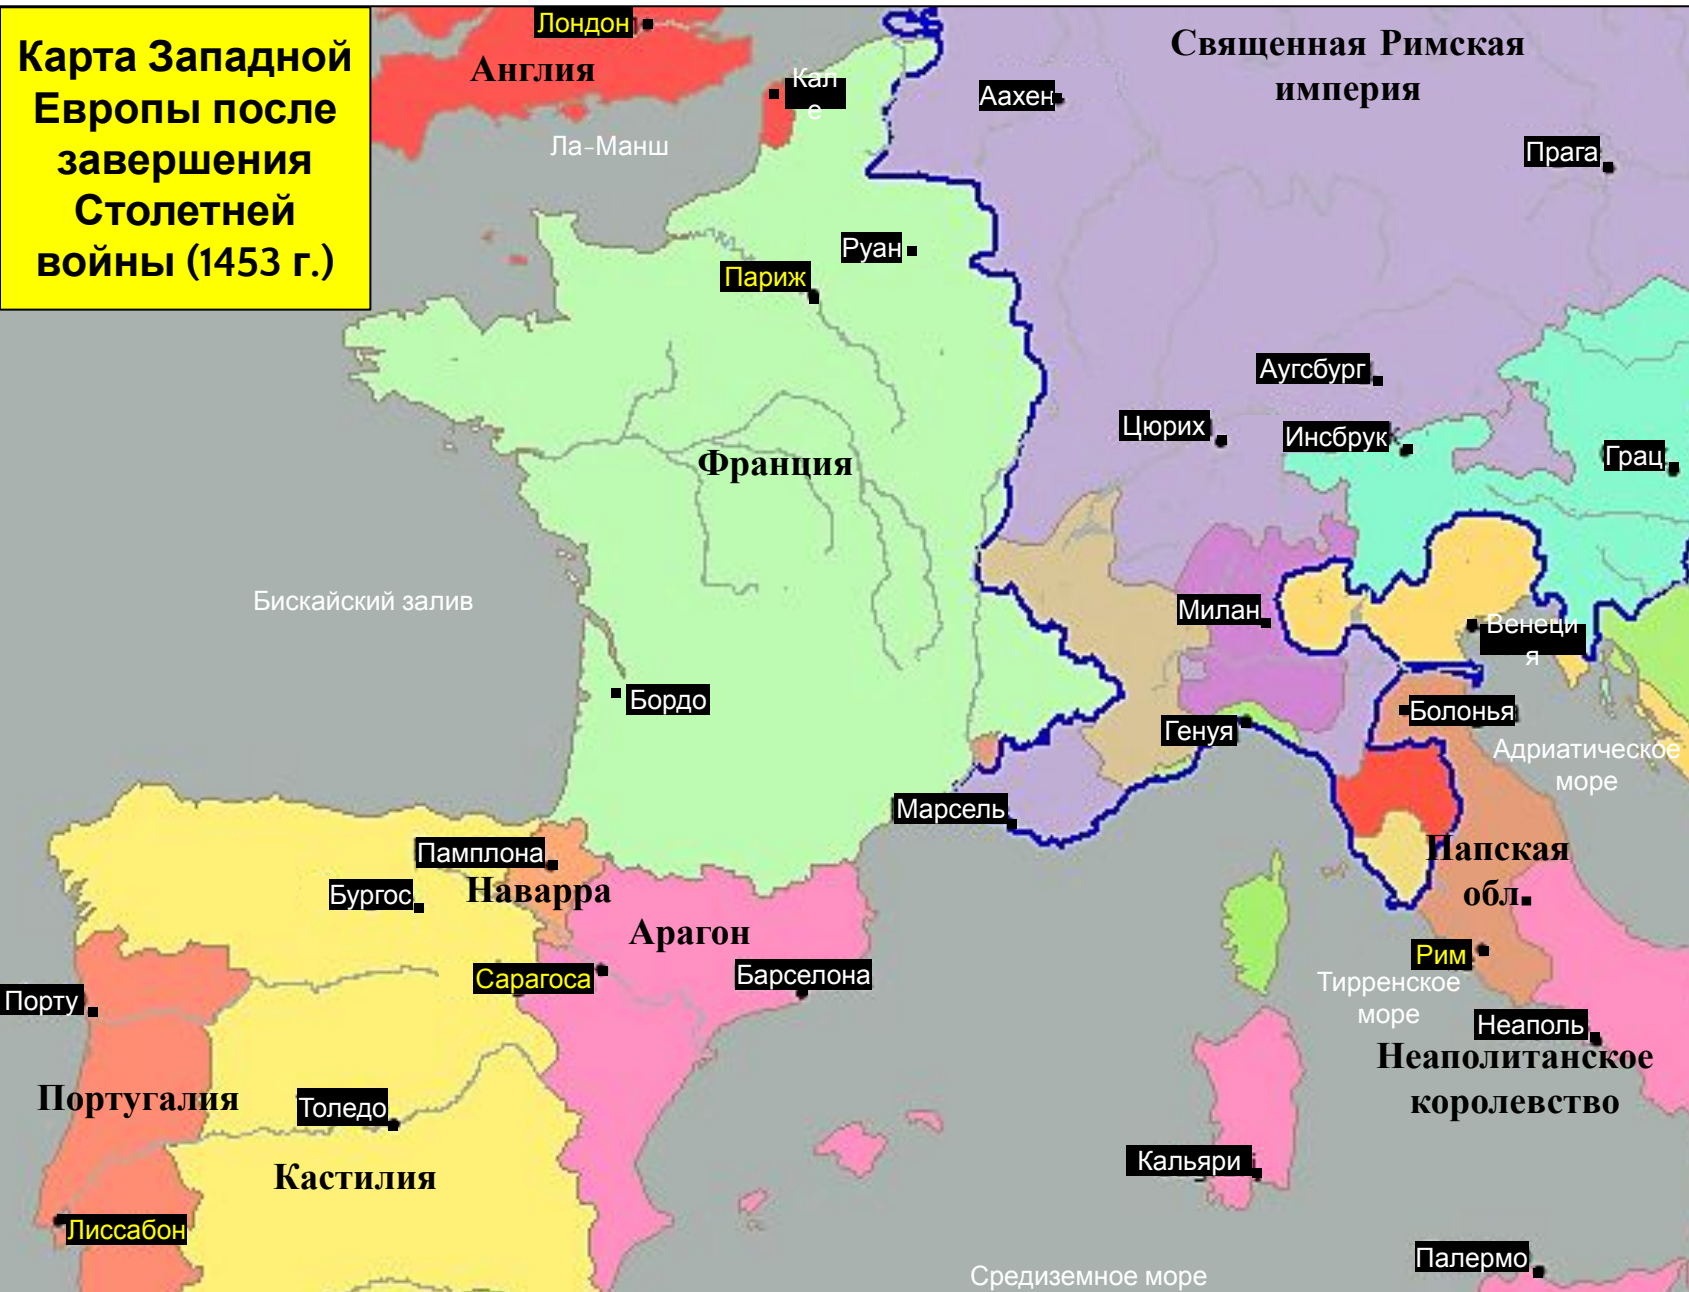 Карта Западной
Европы после
завершения
Столетней
войны (1453 г.)
Лондон
Англия
Кал
е
Ла-Манш
Священная Римская
империя
Аахен
Прага
Руан
Париж
Аугсбург
Цюрих
Инсбрук
Грац
Франция
Бискайский залив
Милан
Венеци
я
Бордо
Генуя
Болонья
Адриатическое
море
Марсель
Памплона
Наварра
Бургос
Папская
обл.
Арагон
Сарагоса
Барселона
Рим
Тирренское
море
Порту
Неаполь
Неаполитанское
королевство
Португалия
Толедо
Кальяри
Кастилия
Лиссабон
Палермо
Средиземное море